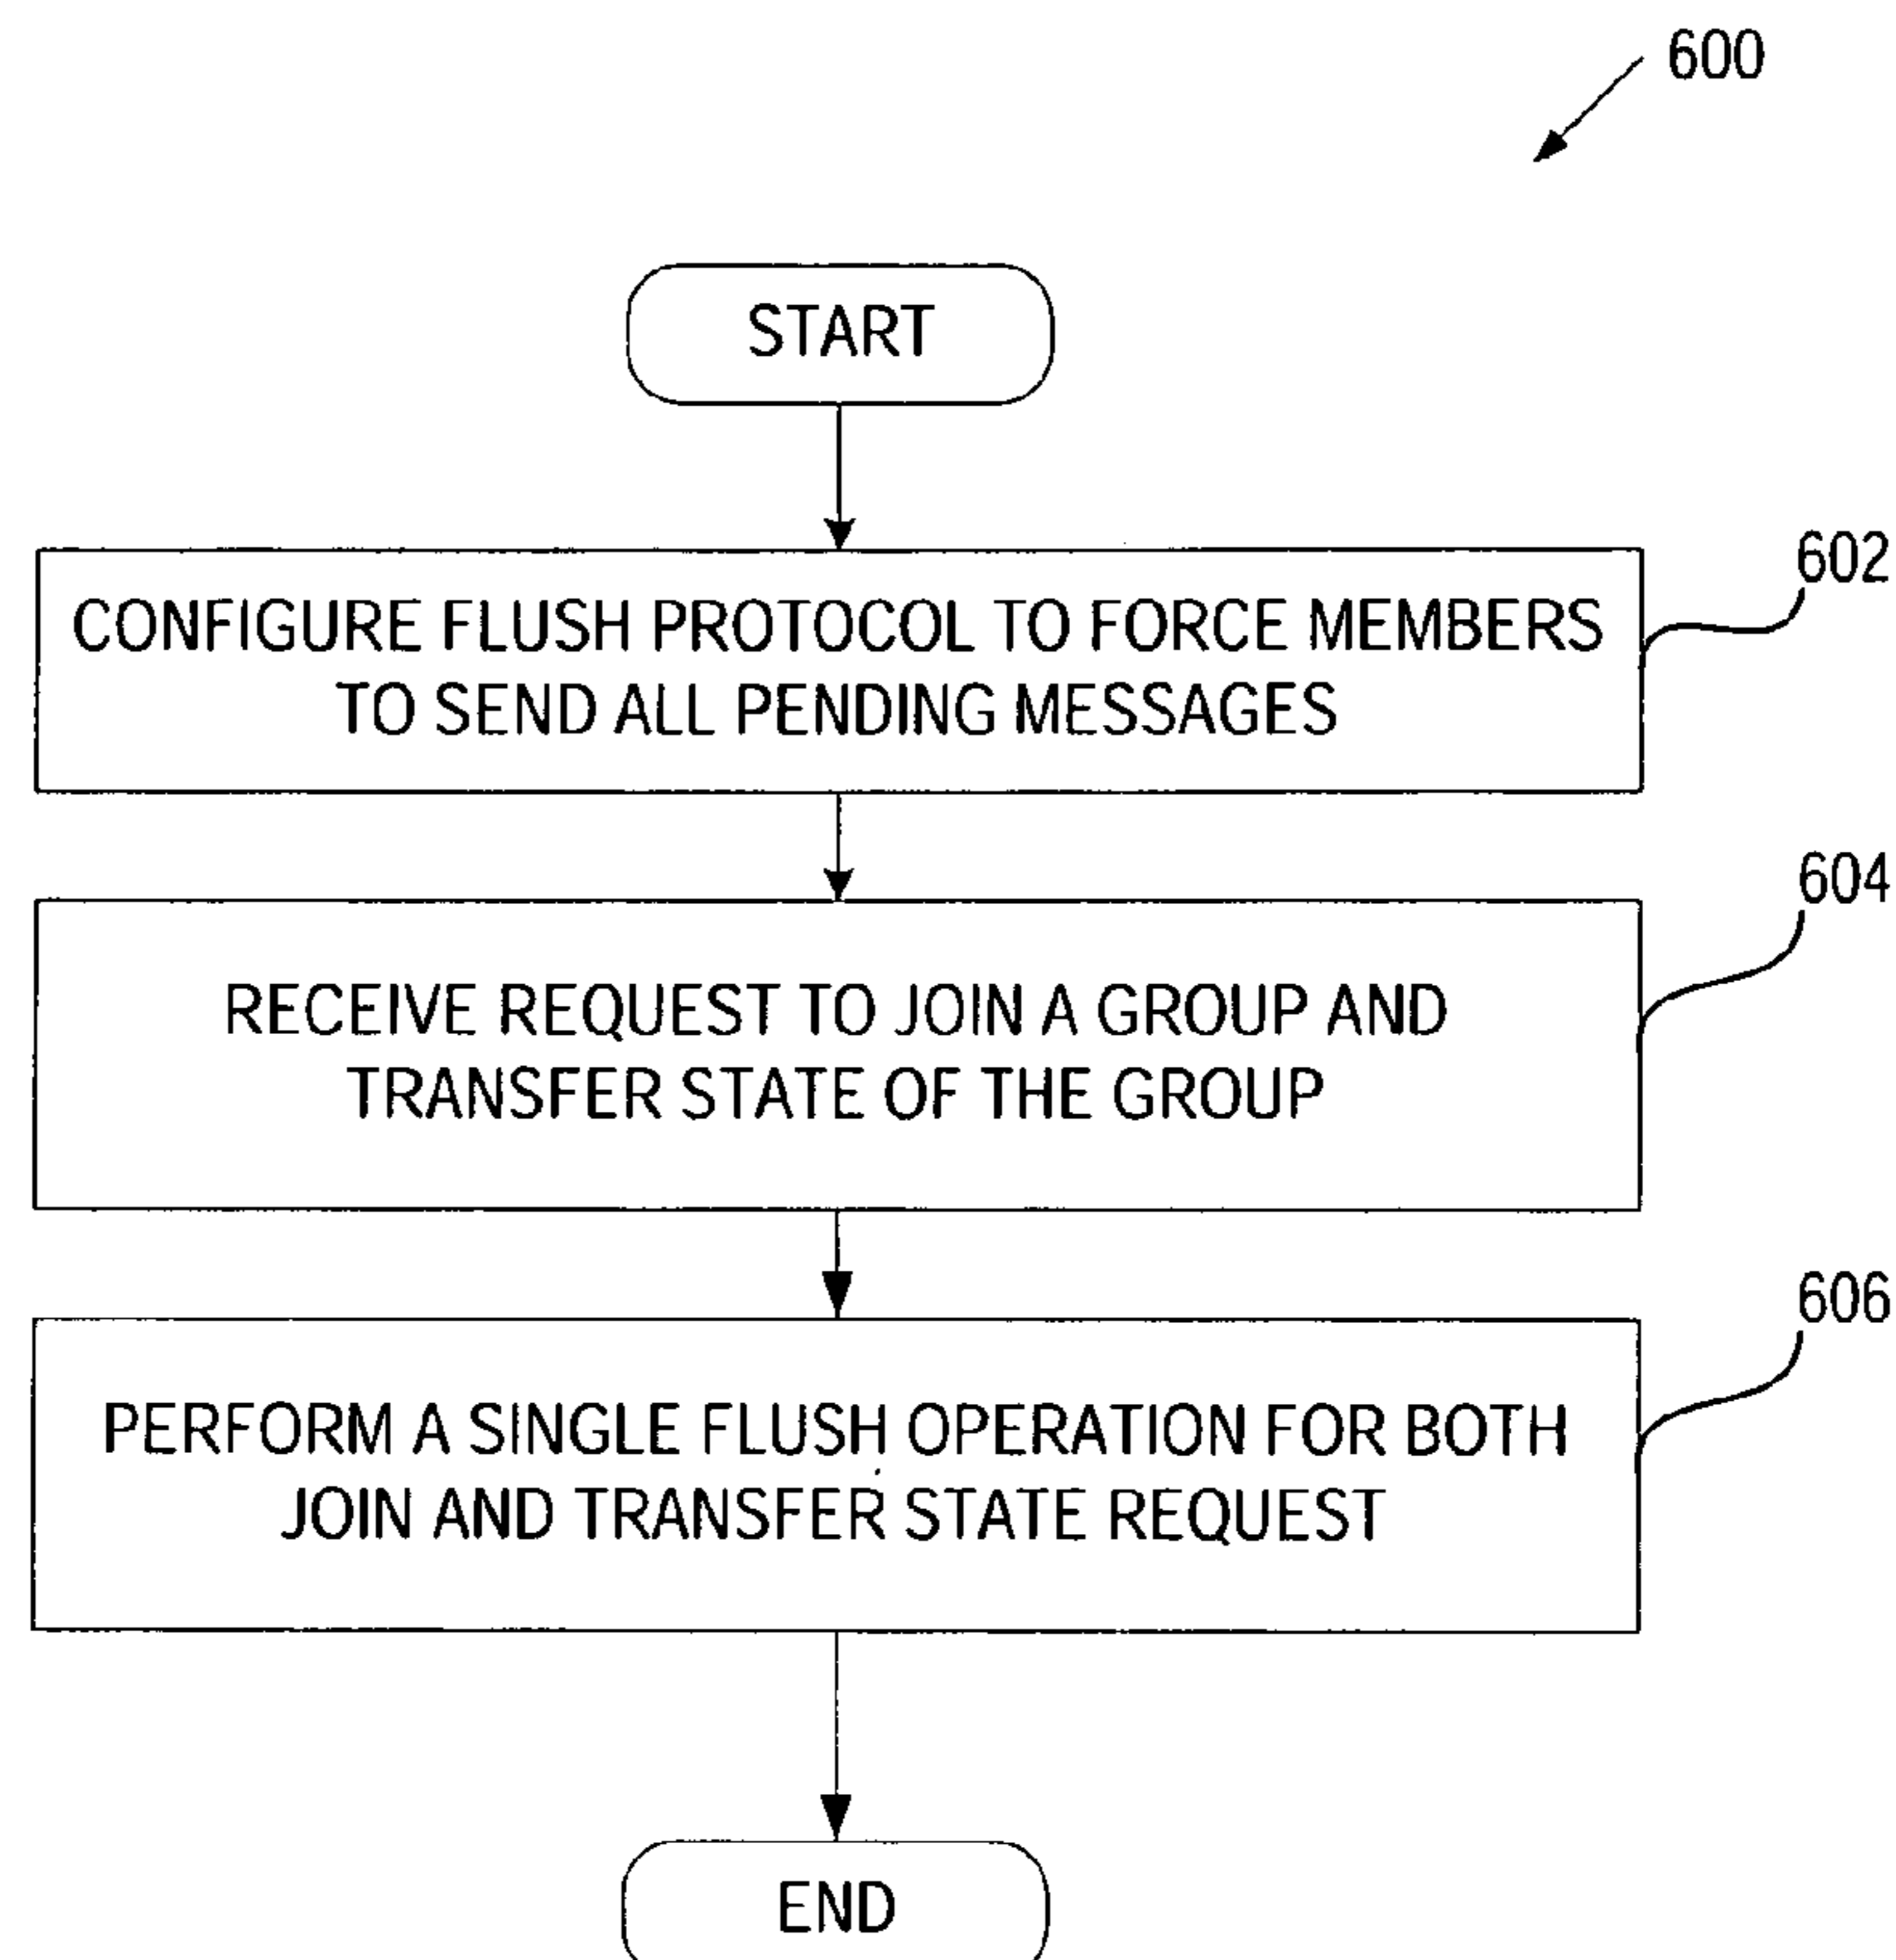 600
START
602
CONFIGURE FLUSH PROTOCOL TO FORCE MEMBERS
TO SEND ALL PENDING MESSAGES
604
RECEIVE REQUEST TO JOIN A GROUP AND
TRANSFER STATE OF THE GROUP
606
PERFORM A SINGLE FLUSH OPERATION FOR BOTH
JOIN AND TRANSFER STATE REQUEST
END